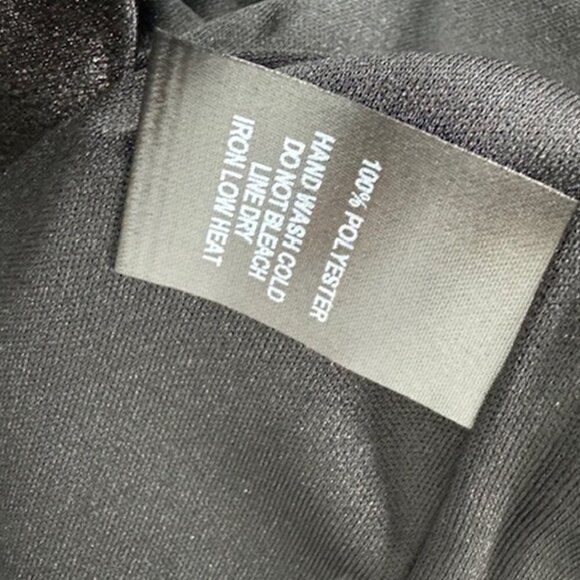 100% POLYESTER
HAND WASH COLD
DO NOT BLEACH
LINE DRY
IRON LOW HEAT